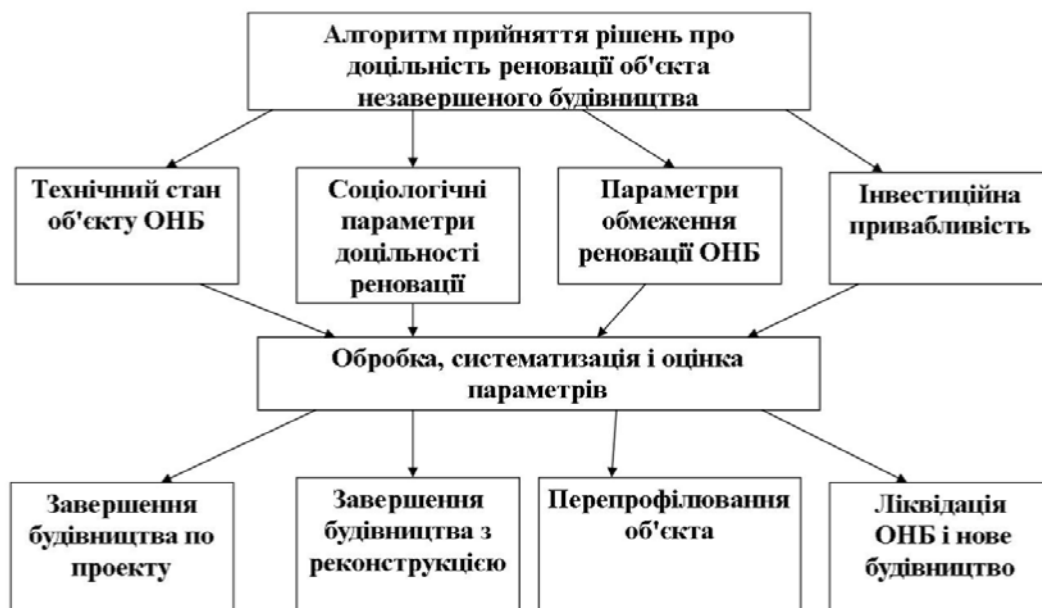 Алгоритм прийняття рішень про
доцільність реновації об'єкта
незавершеного будівництва
Технічний стан
об'єкту ОНБ
Соціологічні
параметри
доцільності
реновації
Параметри
обмеження
реновації ОНБ
Інвестиційна
привабливість
Обробка, систематизація і оцінка
параметрів
Завершення
будівництва по
проекту
Завершення
будівництва з
реконструкцією
Перепрофілювання
об'єкта
Ліквідація
ОНБ і нове
будівництво